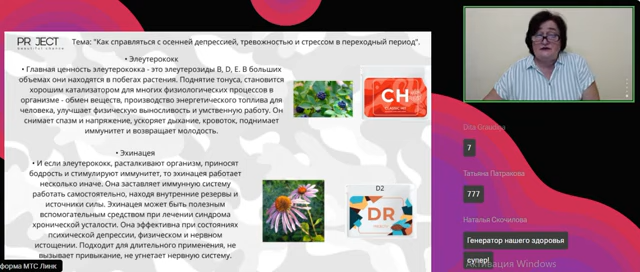 PR JECT
beautiful choice
Тема: "Как справляться с осенней депрессией, тревожностью и стрессом в переходный период".
• Элеутерококк
• Главная ценность элеутерококка - это элеутерозиды B, D, E. В больших
объемах они находятся в побегах растения. Поднятие тонуса, становится
хорошим катализатором для многих физиологических процессов в
организме - обмен веществ, производство энергетического топлива для
человека, улучшает физическую выносливость и умственную работу. Он
снимает спазм и напряжение, ускоряет дыхание, кровоток, поднимает
иммунитет и возвращает молодость.
CH
• Эхинацея
• И если элеутерококк, расталкивают организм, приносят
бодрость и стимулируют иммунитет, то эхинацея работает
несколько иначе. Она заставляет иммунную систему
работать самостоятельно, находя внутренние резервы и
источники силы. Эхинацея может быть полезным
вспомогательным средством при лечении синдрома
хронической усталости. Она эффективна при состояниях
психической депрессии, физическом и нервном
истощении. Подходит для длительного применения, не
вызывает привыкание, не угнетает нервную систему.
D2
DR
форма МТС Линк
7
Татьяна Патракова
777
Наталья Скочилова
Генератор нашего здоровья
супер!
Активация Windows